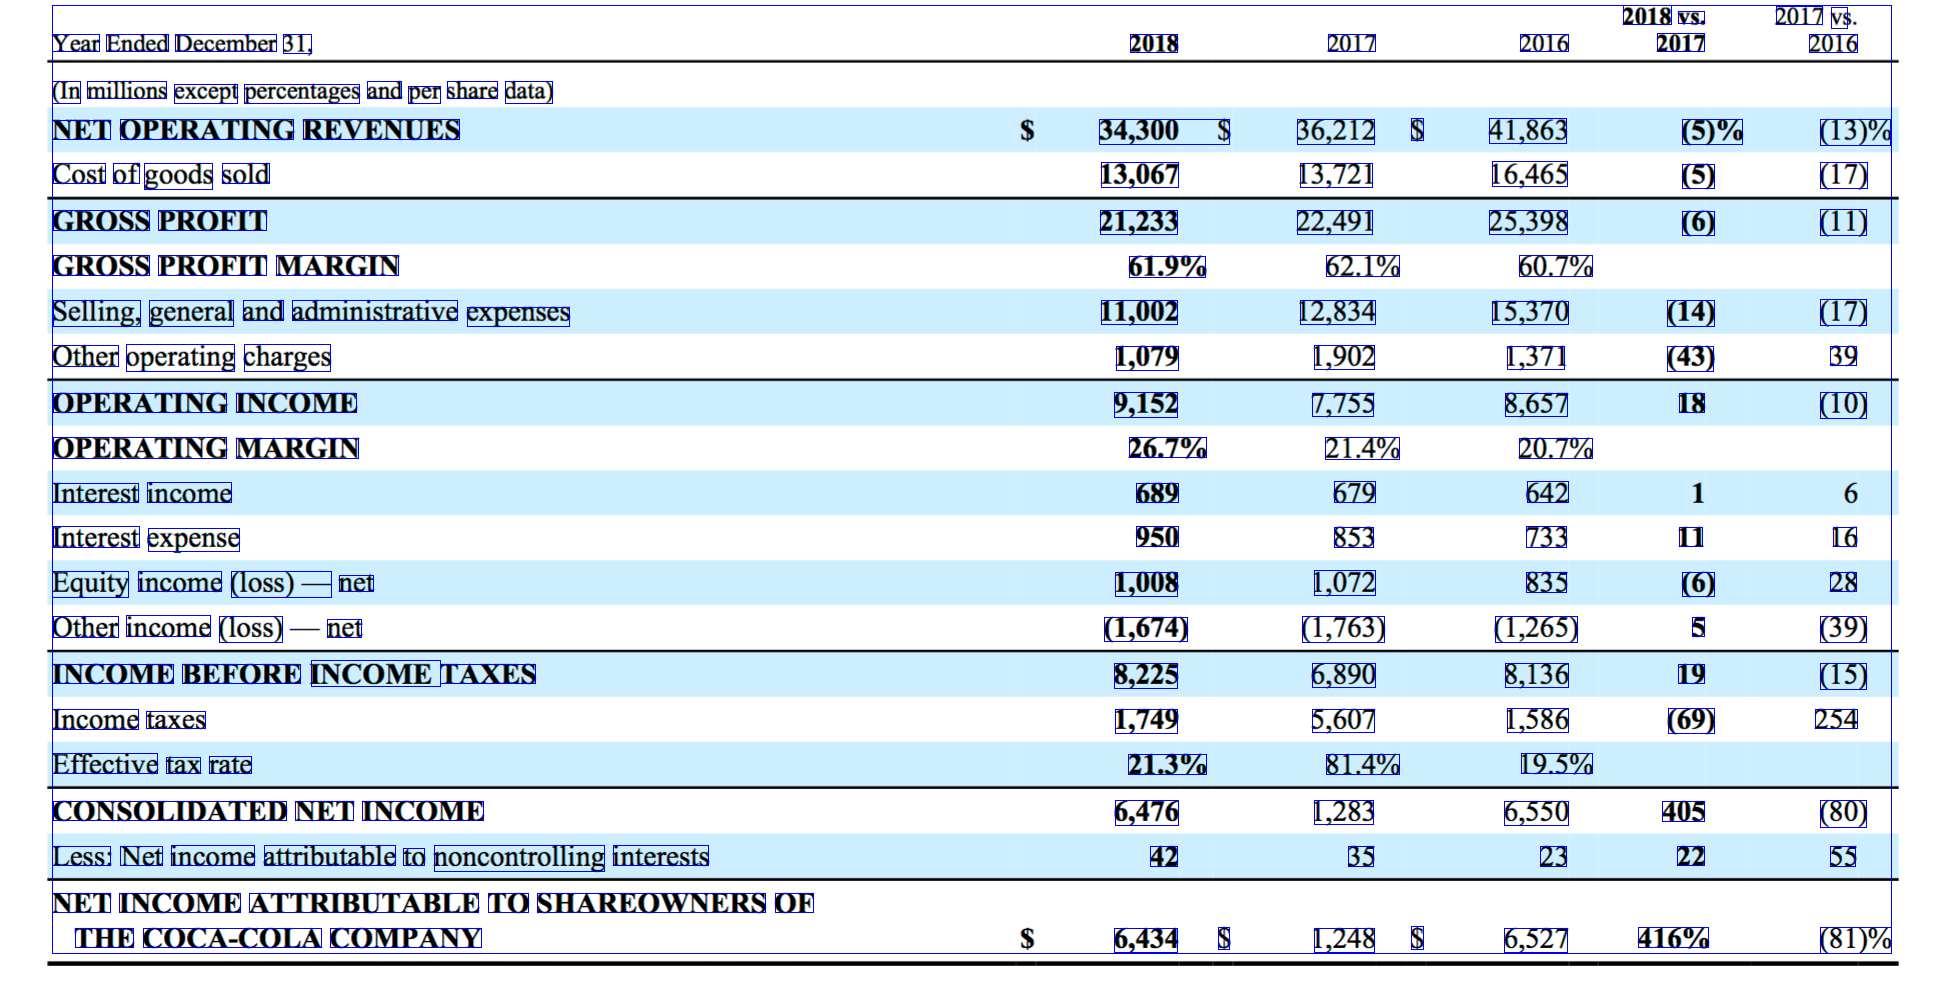 2018 vs. 2017 vs.
Year Ended December 31, 2018 2017 2016 2017 2016
(In millions except percentages and per share data)
NET OPERATING REVENUES $ 34,300 $ 36,212 $ 41,863 (5)% (13)%
Cost of goods sold 13,067 13,721 16,465 (5) (17)
GROSS PROFIT 21,233 22,491 25,398 (6) (11)
GROSS PROFIT MARGIN 61.9% 62.1% 60.7%
Selling, general and administrative expenses 11,002 12,834 15,370 (14) (17)
Other operating charges 1,079 1,902 1,371 (43) 39
OPERATING INCOME 9,152 7,755 8,657 18 (10)
OPERATING MARGIN 26.7% 21.4% 20.7%
Interest income 689 679 642 1 6
Interest expense 950 853 733 11 16
Equity income (loss) — net 1,008 1,072 835 (6) 28
Other income (loss) — net (1,674) (1,763) (1,265) 5 (39)
INCOME BEFORE INCOME TAXES 8,225 6,890 8,136 19 (15)
Income taxes 1,749 5,607 1,586 (69) 254
Effective tax rate 21.3% 81.4% 19.5%
CONSOLIDATED NET INCOME 6,476 1,283 6,550 405 (80)
Less: Net income attributable to noncontrolling interests 42 35 23 22 55
NET INCOME ATTRIBUTABLE TO SHAREOWNERS OF
THE COCA-COLA COMPANY $ 6,434 $ 1,248 $ 6,527 416% (81)%